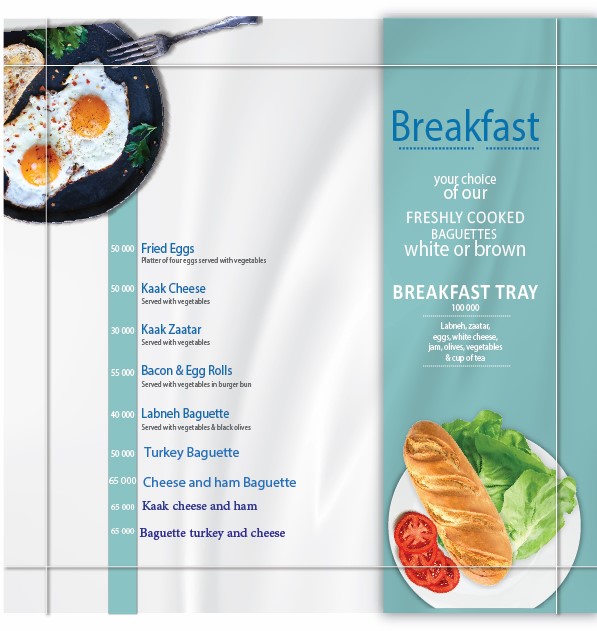 50 000 Fried Eggs
Platter of four eggs served with vegetables
50 000 Kaak Cheese
Served with vegetables
30 000 Kaak Zaatar
Served with vegetables
55 000 Bacon & Egg Rolls
Served with vegetables in burger bun
40 000 Labneh Baguette
Served with vegetables & black olives
50 000 Turkey Baguette
65 000 Cheese and ham Baguette
65 000 Kaak cheese and ham
65 000 Baguette turkey and cheese
Breakfast
your choice
of our
FRESHLY COOKED
BAGUETTES
white or brown
BREAKFAST TRAY
100 000
Labneh, zaatar,
eggs, white cheese,
jam, olives, vegetables
& cup of tea